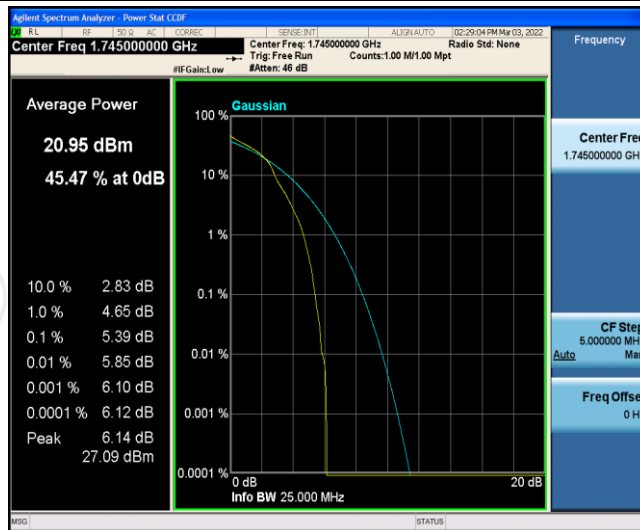 Agilent Spectrum Analyzer - Power Stat CCDF
RL RF 50 Ω AC CORREC SENSE:INT ALIGNAUTO 02:29:04 PM Mar 03, 2022
Center Freq 1.745000000 GHz
Center Freq: 1.745000000 GHz Radio Std: None
Trig: Free Run Counts:1.00 M/1.00 Mpt
#IFGain:Low #Atten: 46 dB
Frequency
Average Power
20.95 dBm
45.47 % at 0dB
10.0 % 2.83 dB
1.0 % 4.65 dB
0.1 % 5.39 dB
0.01 % 5.85 dB
0.001 % 6.10 dB
0.0001 % 6.12 dB
Peak 6.14 dB
27.09 dBm
Gaussian
100 %
10 %
1 %
0.1 %
0.01 %
0.001 %
0.0001 %
0 dB 20 dB
Info BW 25.000 MHz
Center Fre
1.745000000 GH
CF Step
5.000000 MH
Auto Ma
Freq Offse
0 H
MSG STATUS